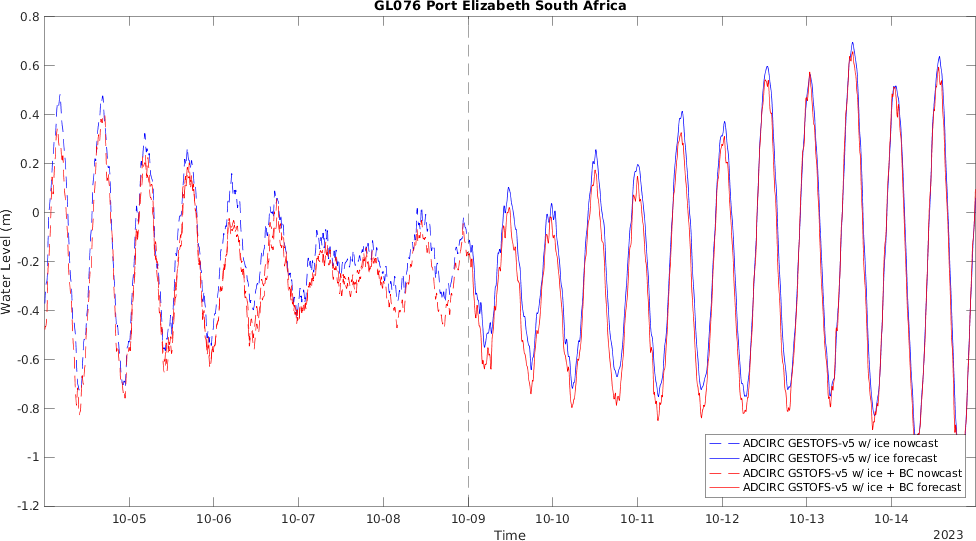 GL076 Port Elizabeth South Africa
0.8
0.6
0.4
0.2
0
-0.2
-0.4
-0.6
-0.8
-1
-1.2
Water Level (m)
ADCIRC GESTOFS-v5 w/ ice nowcast
ADCIRC GESTOFS-v5 w/ ice forecast
ADCIRC GSTOFS-v5 w/ ice + BC nowcast
ADCIRC GSTOFS-v5 w/ ice + BC forecast
10-05 10-06 10-07 10-08 10-09 10-10 10-11 10-12 10-13 10-14
Time
2023